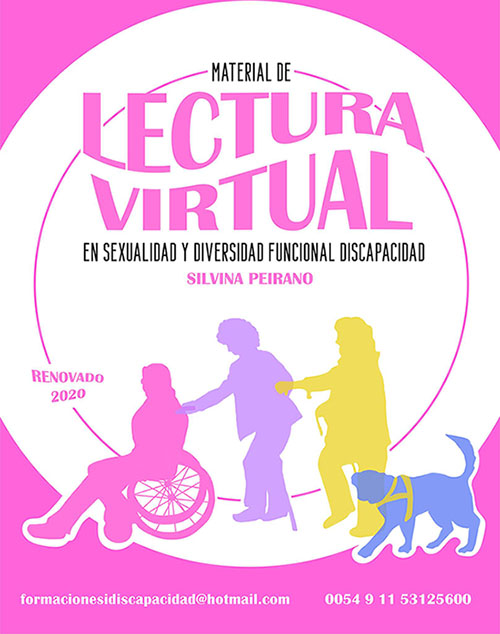 MATERIAL DE
LECTURA
VIRTUAL
EN SEXUALIDAD Y DIVERSIDAD FUNCIONAL DISCAPACIDAD
SILVINA PEIRANO
RENOVADO
2020
formacionesidiscapacidad@hotmail.com 0054 9 11 53125600